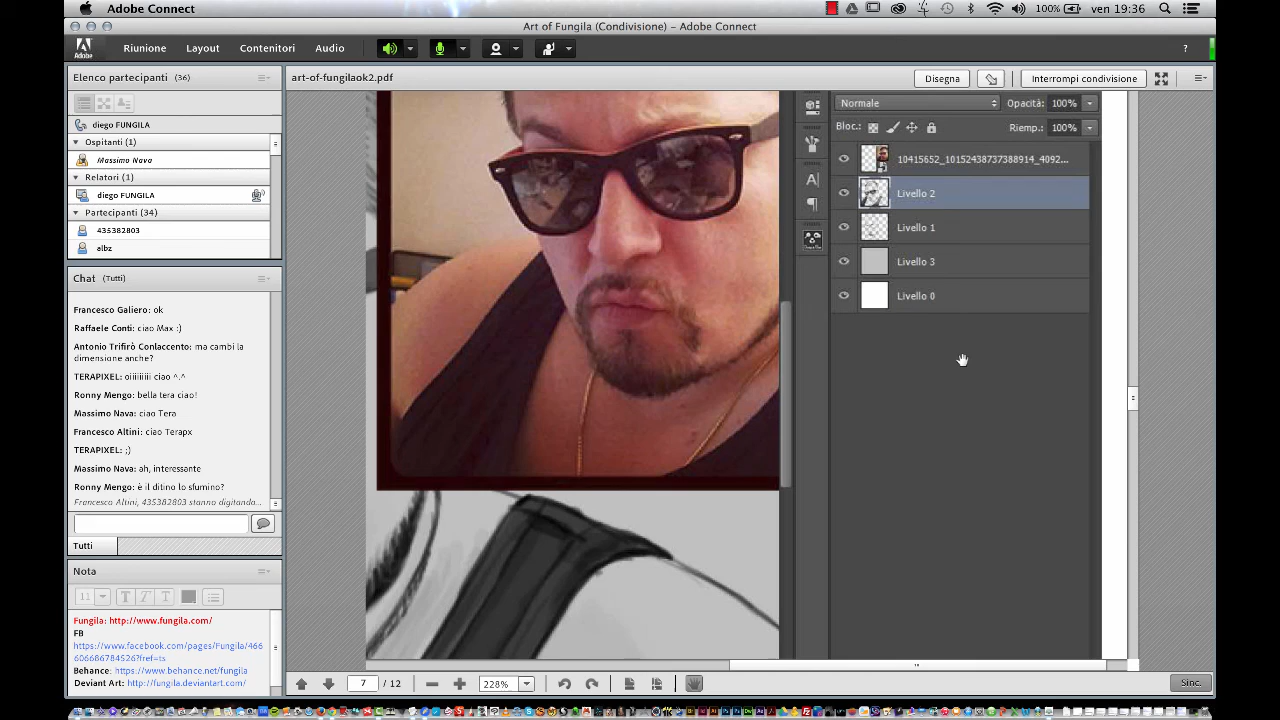 Adobe Connect
100%
ven 19:36
Art of Fungila (Condivisione) – Adobe Connect
Adobe
Riunione
Layout
Contenitori
Audio
?
Elenco partecipanti (36)
diego FUNGILA
Ospitanti (1)
Massimo Nava
Relatori (1)
diego FUNGILA
Partecipanti (34)
435382803
albz
Chat (Tutti)
Francesco Galiero: ok
Raffaele Conti: ciao Max :)
Antonio Trifirò Conlaccento: ma cambi la
dimensione anche?
TERAPIXEL: oiiiiiiiii ciao ^.^
Ronny Mengo: bella tera ciao!
Massimo Nava: ciao Tera
Francesco Altini: ciao Terapx
TERAPIXEL: ;)
Massimo Nava: ah, interessante
Ronny Mengo: è il ditino lo sfumino?
Francesco Altini, 435382803 stanno digitando...
Tutti
Nota
11
T
T
T
Fungila: http://www.fungila.com/
FB
https://www.facebook.com/pages/Fungila/466
606686784526?fref=ts
Behance: https://www.behance.net/fungila
Deviant Art: http://fungila.deviantart.com/
art-of-fungilaok2.pdf
Disegna
Interrompi condivisione
Normale
Opacità: 100%
Bloc.:
Riemp.: 100%
10415652_10152438737388914_4092...
Livello 2
Livello 1
Livello 3
Livello 0
A
7 / 12
228%
Sinc.